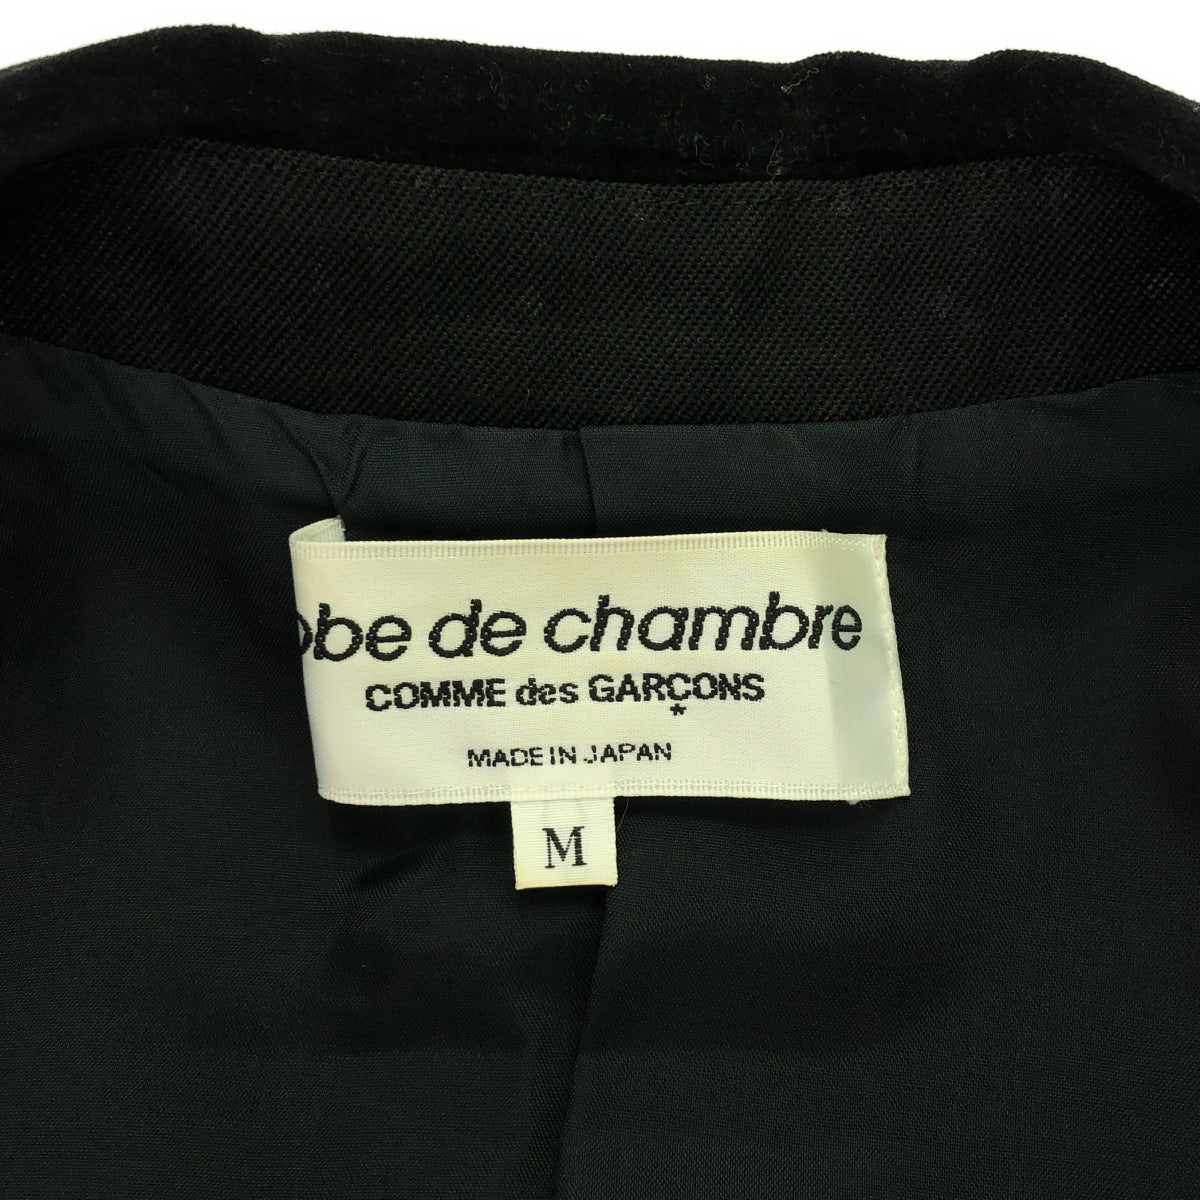 obe de chambre
COMME des GARÇONS
*
MADE IN JAPAN
M